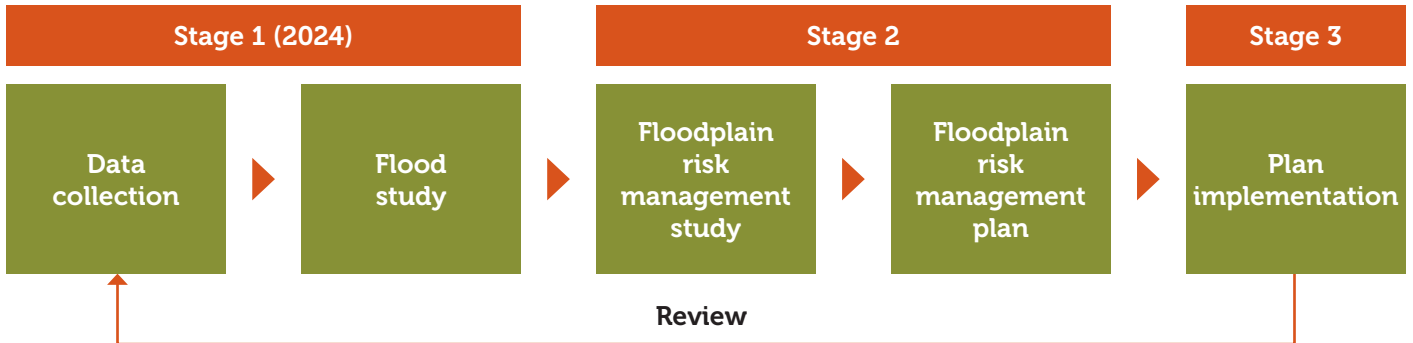 Stage 1 (2024)
Stage 2
Stage 3
Data
collection
Flood
study
Floodplain
risk
management
study
Floodplain
risk
management
plan
Plan
implementation
Review